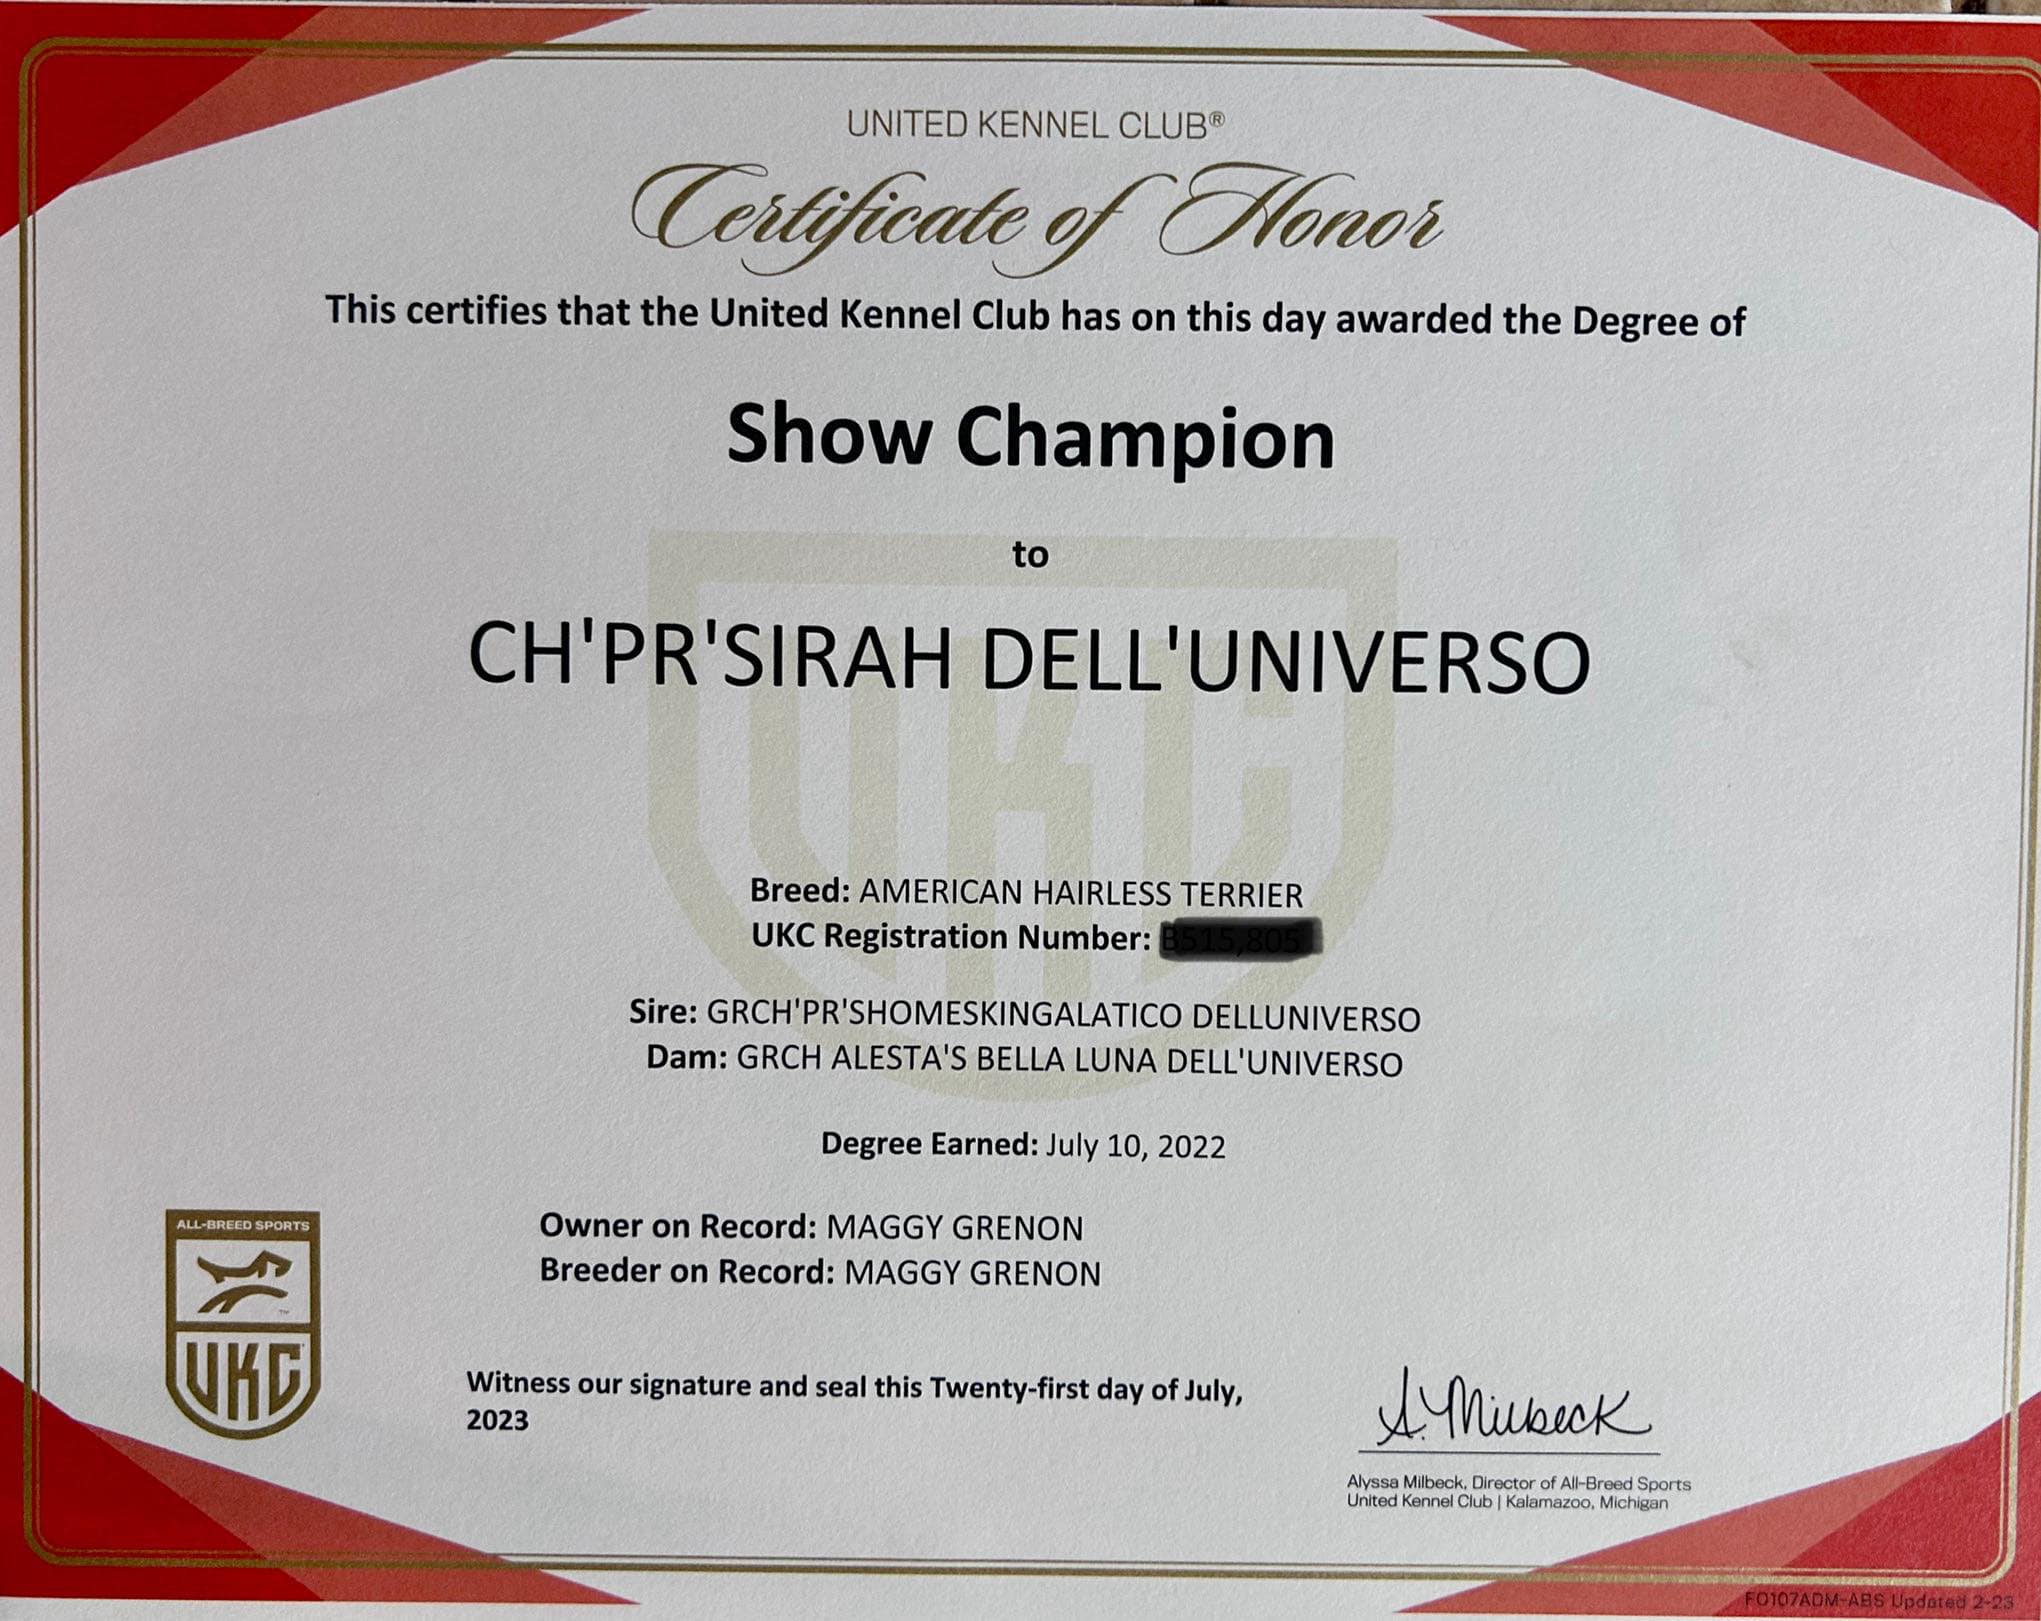 UNITED KENNEL CLUB®
Certificate of Honor
This certifies that the United Kennel Club has on this day awarded the Degree of
Show Champion
to
CH'PR'SIRAH DELL'UNIVERSO
UKC
Breed: AMERICAN HAIRLESS TERRIER
UKC Registration Number:
Sire: GRCH'PR'SHOMESKINGALATICO DELLUNIVERSO
Dam: GRCH ALESTA'S BELLA LUNA DELL'UNIVERSO
Degree Earned: July 10, 2022
Owner on Record: MAGGY GRENON
Breeder on Record: MAGGY GRENON
ALL-BREED SPORTS
UKC
Witness our signature and seal this Twenty-first day of July,
2023
A. Milbeck
Alyssa Milbeck, Director of All-Breed Sports
United Kennel Club | Kalamazoo, Michigan
FO107ADM-ABS Updated 2-23